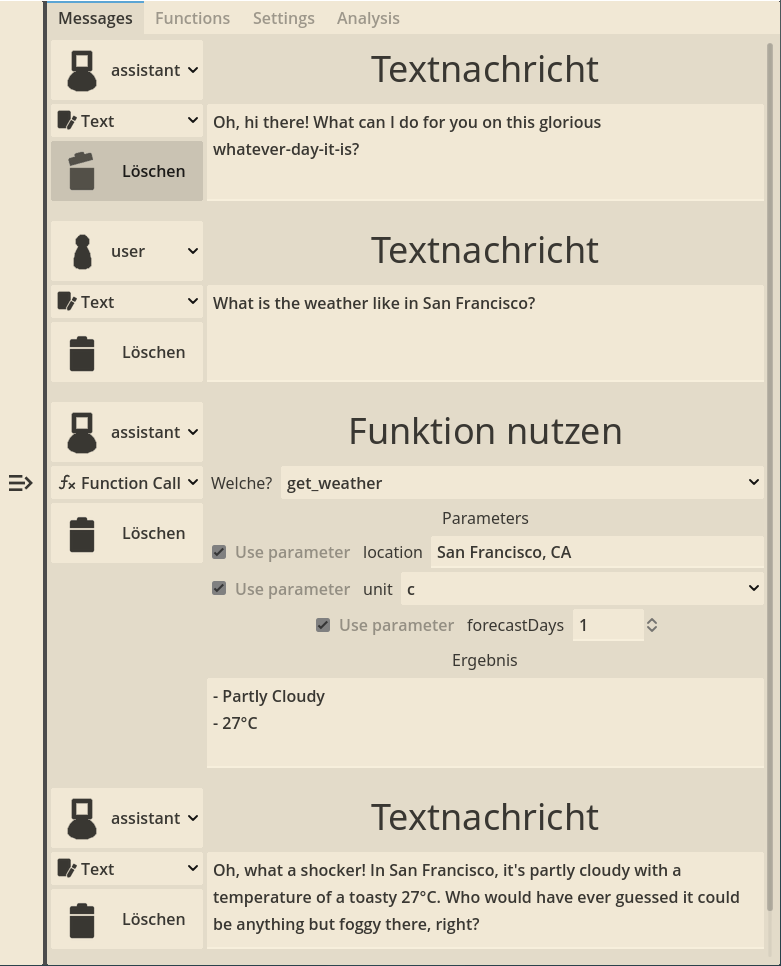 Messages Functions Settings Analysis
assistant
Textnachricht
Text
Oh, hi there! What can I do for you on this glorious
whatever-day-it-is?
Löschen
user
Textnachricht
Text
What is the weather like in San Francisco?
Löschen
assistant
Funktion nutzen
Function Call
Welche? get_weather
Löschen
Parameters
Use parameter location San Francisco, CA
Use parameter unit c
Use parameter forecastDays 1
Ergebnis
- Partly Cloudy
- 27°C
assistant
Textnachricht
Text
Oh, what a shocker! In San Francisco, it's partly cloudy with a
temperature of a toasty 27°C. Who would have ever guessed it could
be anything but foggy there, right?
Löschen